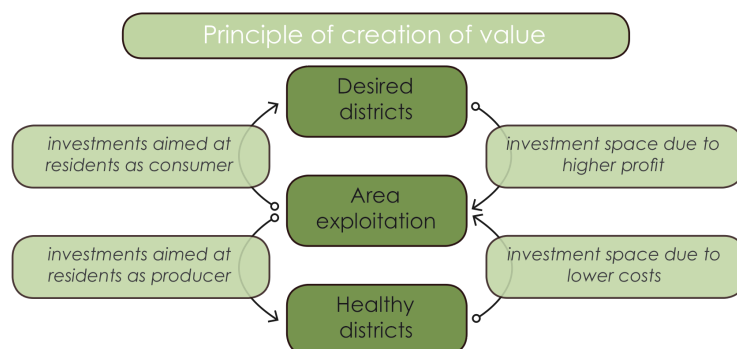 Principle of creation of value
Desired
districts
investments aimed at
residents as consumer
investment space due to
higher profit
Area
exploitation
investments aimed at
residents as producer
investment space due to
lower costs
Healthy
districts